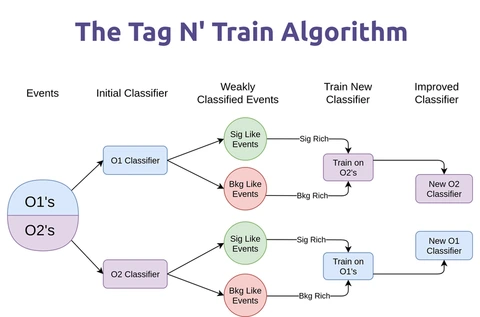 The Tag N' Train Algorithm
Events
Initial Classifier
Weakly
Classified Events
Train New
Classifier
Improved
Classifier
O1's
O2's
O1 Classifier
Sig Like
Events
Sig Rich
Bkg Like
Events
Bkg Rich
Train on
O2's
New O2
Classifier
O2 Classifier
Sig Like
Events
Sig Rich
Bkg Like
Events
Bkg Rich
Train on
O1's
New O1
Classifier